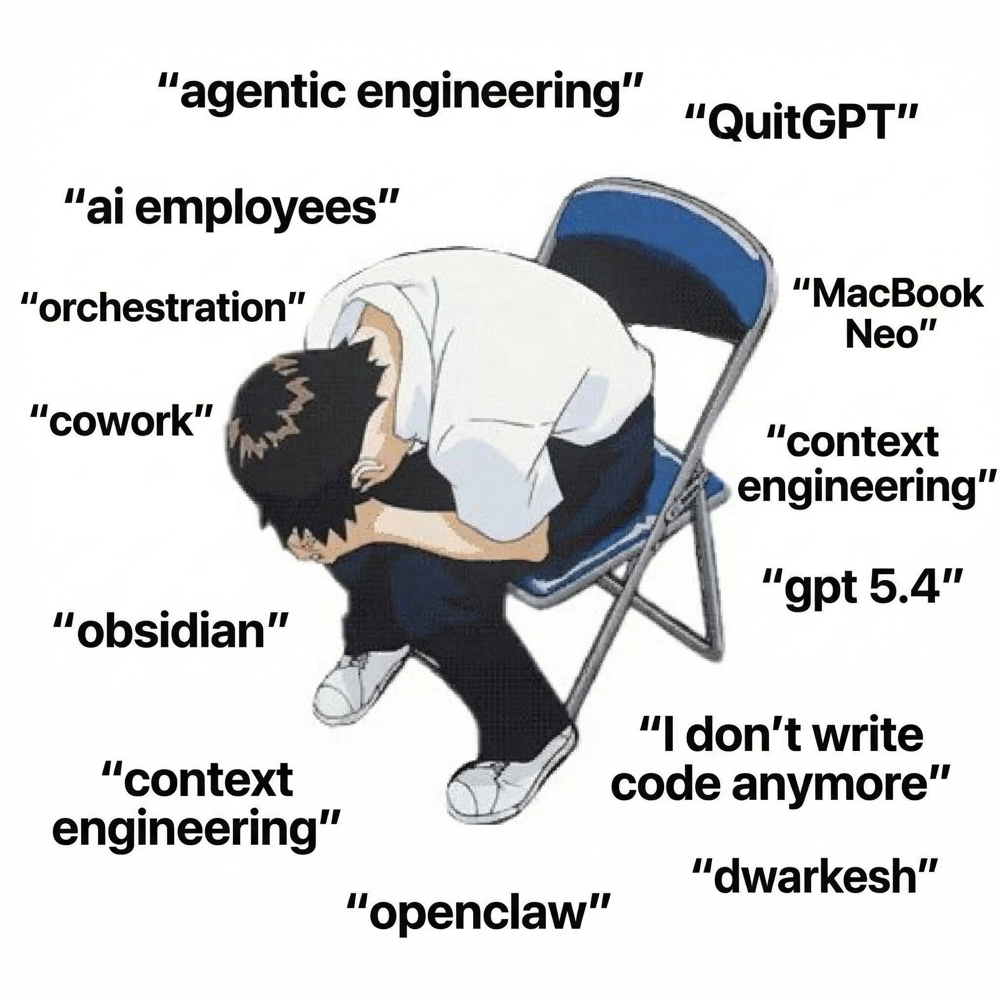 “agentic engineering”
“QuitGPT”
“ai employees”
“orchestration”
“MacBook
Neo”
“cowork”
“context
engineering”
“gpt 5.4”
“obsidian”
“I don’t write
code anymore”
“context
engineering”
“dwarkesh”
“openclaw”